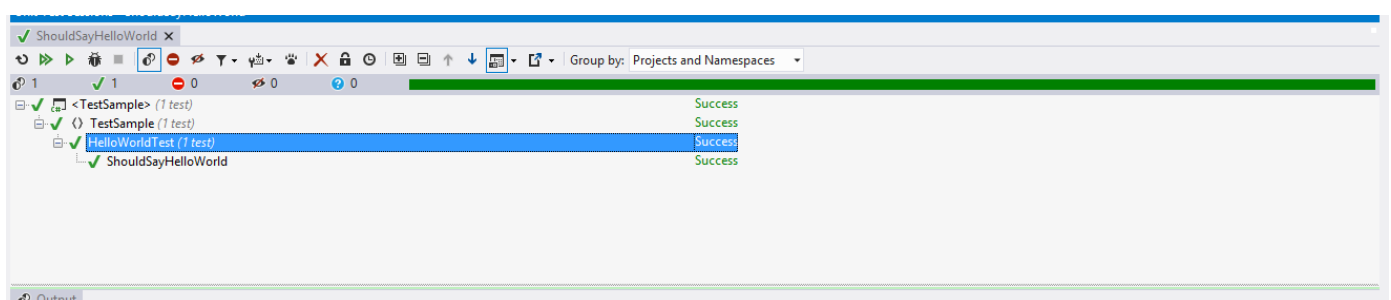 ShouldSayHelloWorld
Group by: Projects and Namespaces
1 1 0 0 0
<TestSample> (1 test) Success
TestSample (1 test) Success
HelloWorldTest (1 test) Success
ShouldSayHelloWorld Success
Output